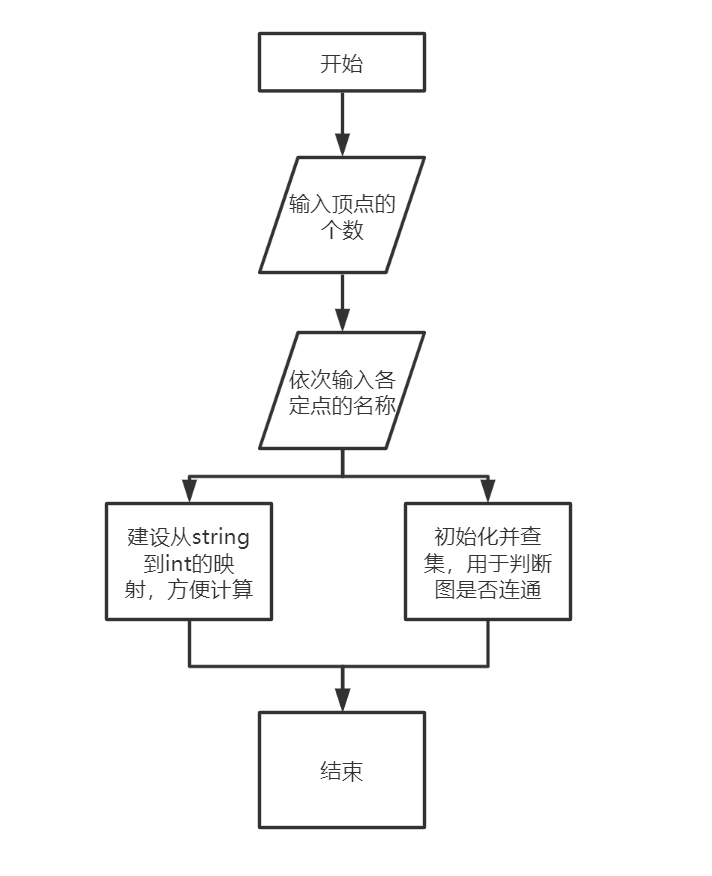 开始
输入顶点的
个数
依次输入各
定点的名称
建设从string
到int的映
射，方便计算
初始化并查
集，用于判断
图是否连通
结束